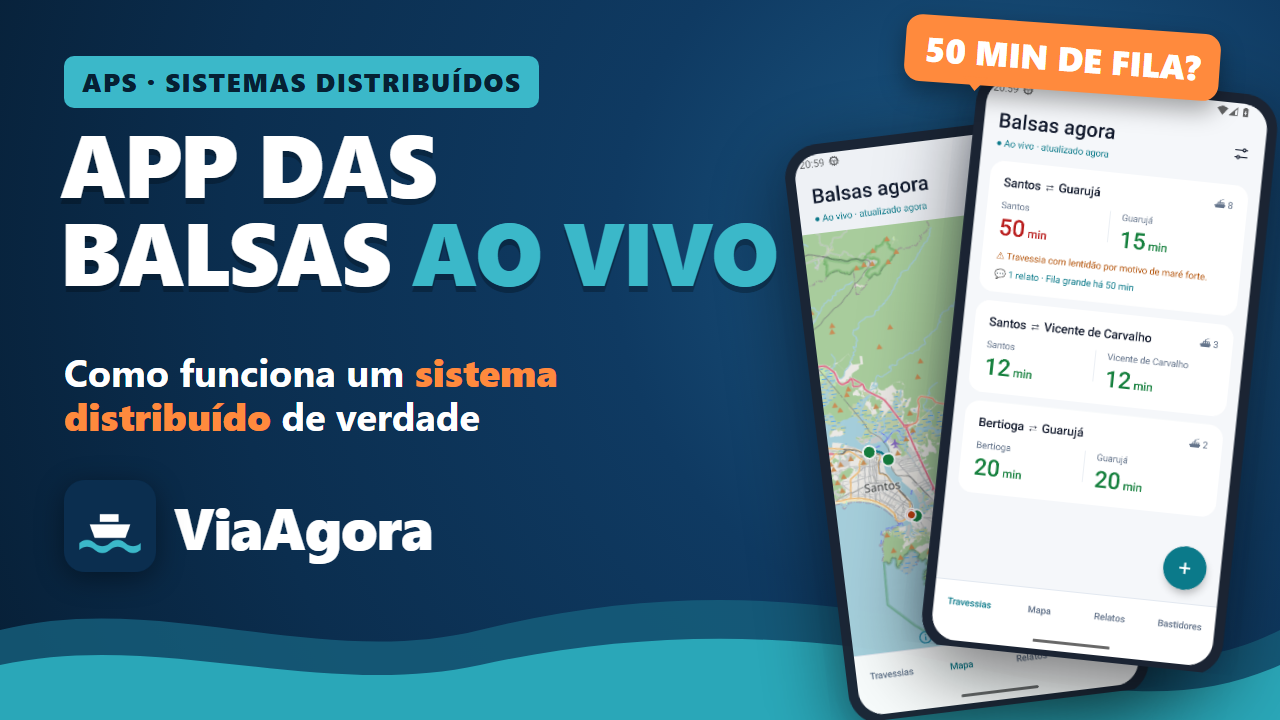 APS · SISTEMAS DISTRIBUÍDOS
APP DAS
BALSAS AO VIVO
Como funciona um sistema
distribuído de verdade
ViaAgora
50 MIN DE FILA?
20:59
Balsas agora
• Ao vivo · atualizado agora
Santos
Travessias
Mapa
20:59
Balsas agora
• Ao vivo · atualizado agora
Santos ⇄ Guarujá
8
Santos
Guarujá
50 min
15 min
⚠ Travessia com lentidão por motivo de maré forte.
💬 1 relato · Fila grande há 50 min
Santos ⇄ Vicente de Carvalho
3
Santos
Vicente de Carvalho
12 min
12 min
Bertioga ⇄ Guarujá
2
Bertioga
Guarujá
20 min
20 min
+
Travessias
Mapa
Relatos
Bastidores